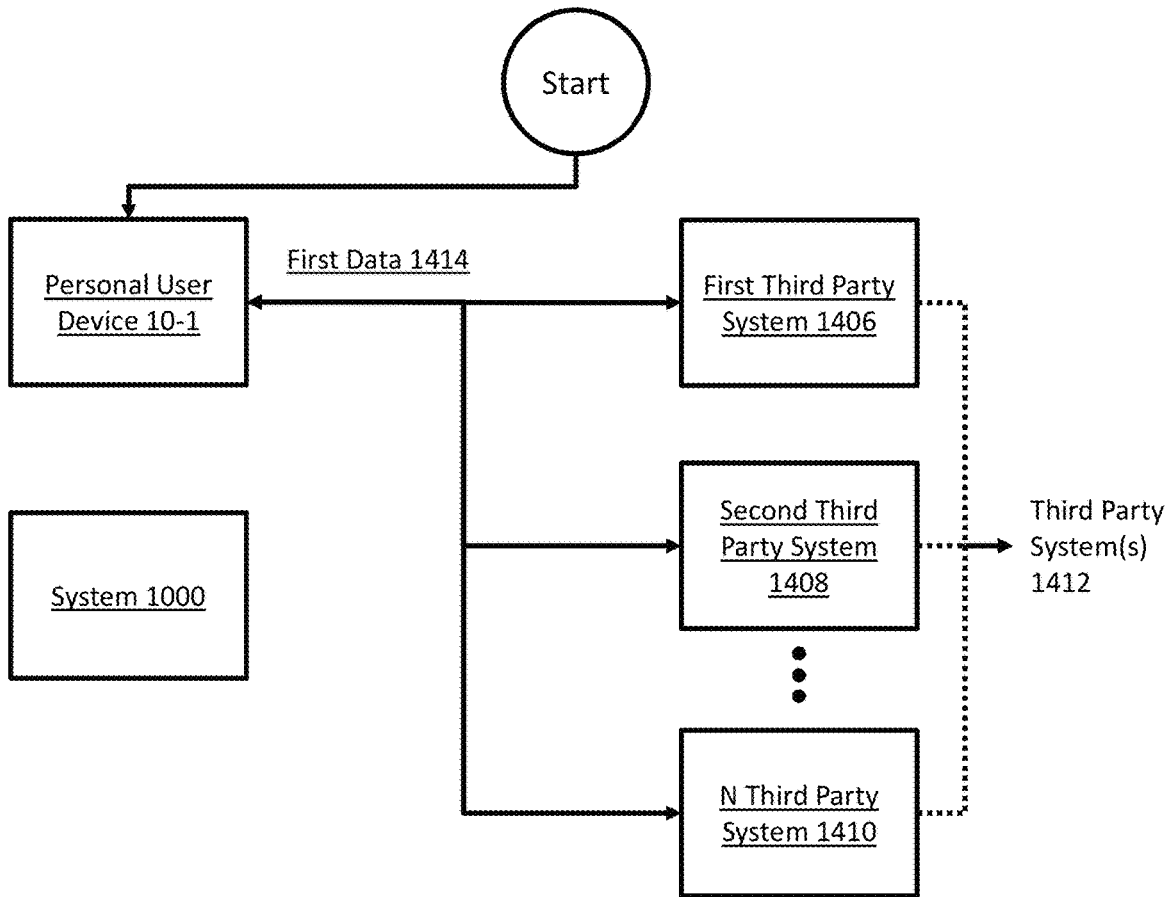 Start
First Data 1414
Personal User
Device 10-1
First Third Party
System 1406
Second Third
Party System
1408
Third Party
System(s)
1412
System 1000
N Third Party
System 1410